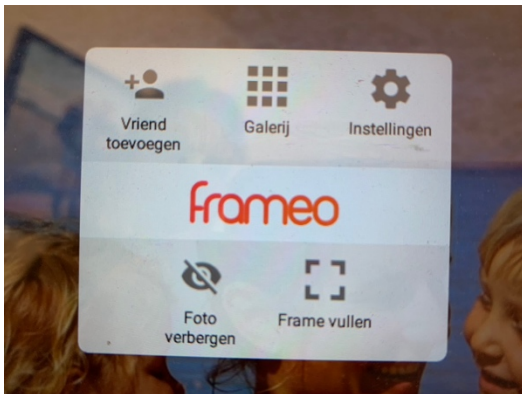 Vriend
toevoegen
Galerij
Instellingen
frameo
Foto
verbergen
Frame vullen